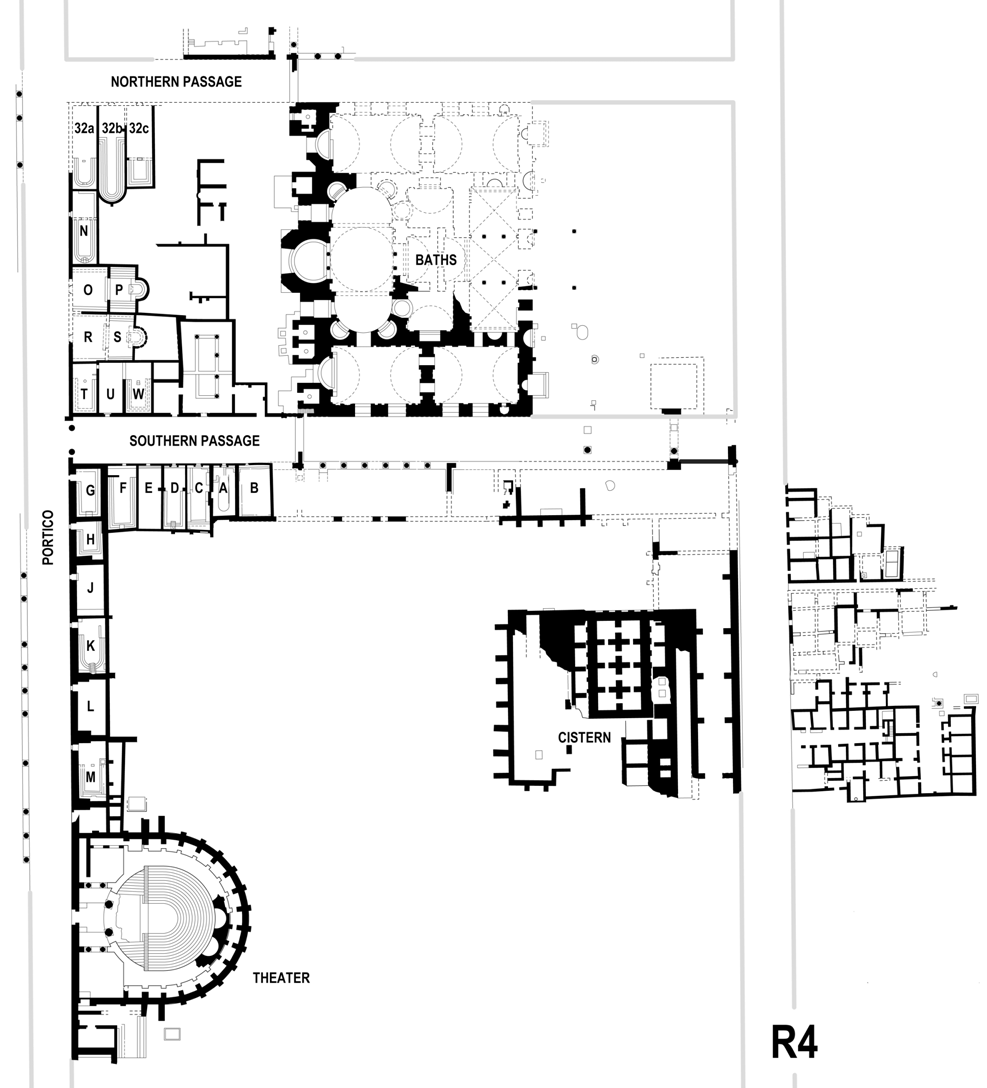 NORTHERN PASSAGE
32a 32b 32c
N
BATHS
O P
R S
T U W
SOUTHERN PASSAGE
G F E D C A B
PORTICO
H
J
K
L
CISTERN
M
THEATER
R4